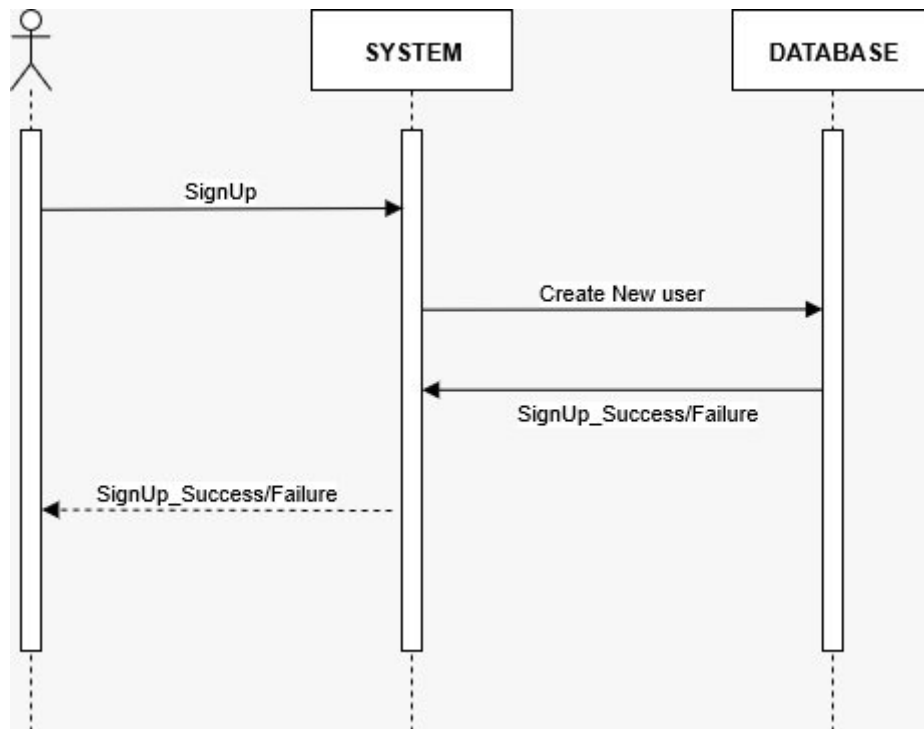 SYSTEM
DATABASE
SignUp
Create New user
SignUp_Success/Failure
SignUp_Success/Failure